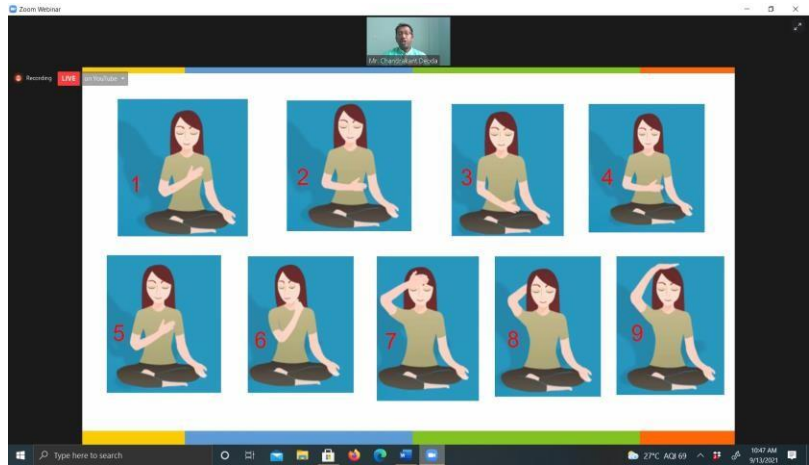 Zoom Webinar
Mr. Chandrakant Deoda
Recording
LIVE
on YouTube
1
2
3
4
5
6
7
8
9
Type here to search
27°C AQI 69
10:47 AM
9/13/2021